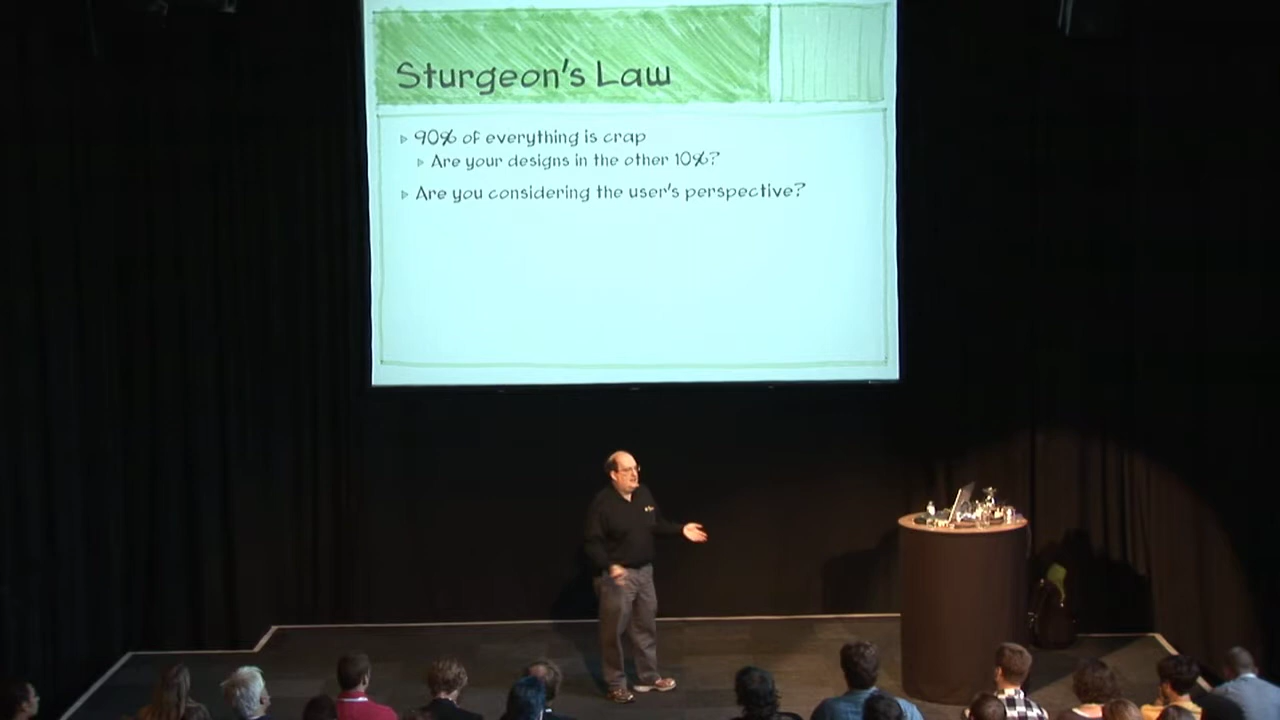 Sturgeon's Law
90% of everything is crap
Are your designs in the other 10%?
Are you considering the user's perspective?